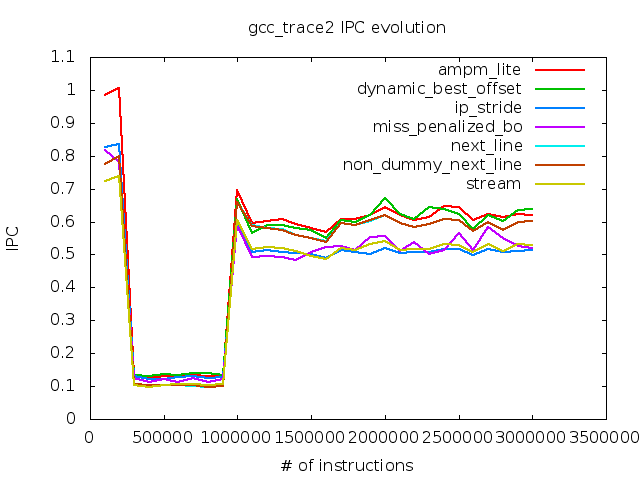 gcc_trace2 IPC evolution
1.1
1
0.9
0.8
0.7
0.6
0.5
0.4
0.3
0.2
0.1
0
IPC
ampm_lite
dynamic_best_offset
ip_stride
miss_penalized_bo
next_line
non_dummy_next_line
stream
0 500000 1000000 1500000 2000000 2500000 3000000 3500000
# of instructions